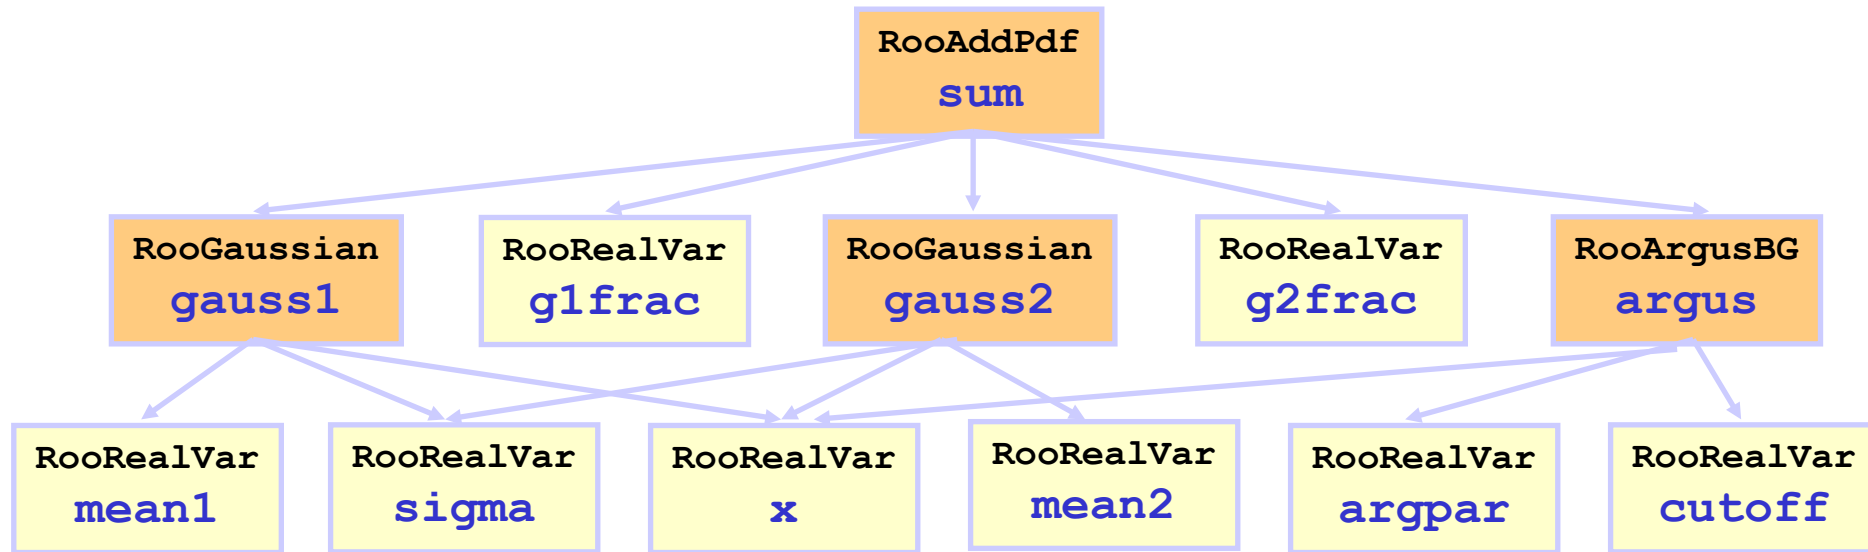 RooAddPdf
sum
RooGaussian
gauss1
RooRealVar
g1frac
RooGaussian
gauss2
RooRealVar
g2frac
RooArgusBG
argus
RooRealVar
mean1
RooRealVar
sigma
RooRealVar
x
RooRealVar
mean2
RooRealVar
argpar
RooRealVar
cutoff